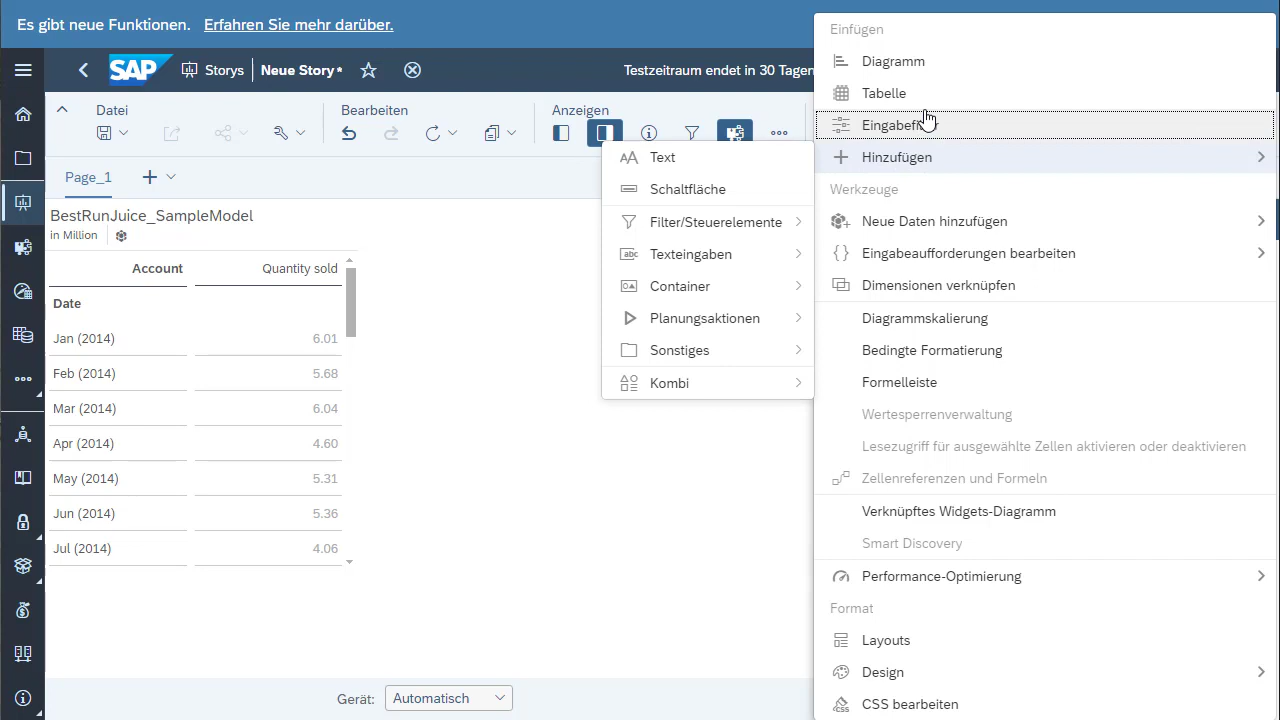 Es gibt neue Funktionen. Erfahren Sie mehr darüber.
SAP Storys Neue Story* Testzeitraum endet in 30 Tagen
Datei Bearbeiten Anzeigen
Page_1
BestRunJuice_SampleModel
in Million
Account Quantity sold
Date
Jan (2014) 6.01
Feb (2014) 5.68
Mar (2014) 6.04
Apr (2014) 4.60
May (2014) 5.31
Jun (2014) 5.36
Jul (2014) 4.06
Gerät: Automatisch
Text
Schaltfläche
Filter/Steuerelemente
abc Texteingaben
Container
Planungsaktionen
Sonstiges
Kombi
Einfügen
Diagramm
Tabelle
Hinzufügen
Werkzeuge
Neue Daten hinzufügen
Eingabeaufforderungen bearbeiten
Dimensionen verknüpfen
Diagrammskalierung
Bedingte Formatierung
Formelleiste
Wertesperrenverwaltung
Lesezugriff für ausgewählte Zellen aktivieren oder deaktivieren
Zellenreferenzen und Formeln
Verknüpftes Widgets-Diagramm
Smart Discovery
Performance-Optimierung
Format
Layouts
Design
CSS bearbeiten